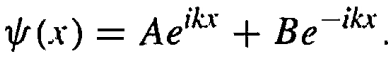 ψ(x) = Ae^{ikx} + Be^{-ikx}.